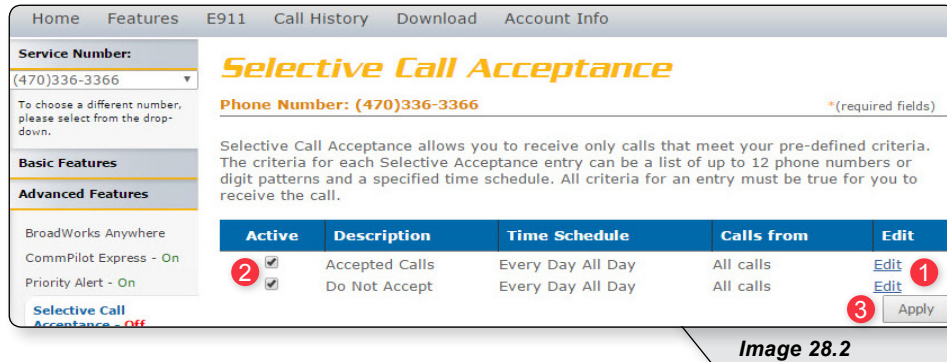 Home Features E911 Call History Download Account Info
Service Number:
(470)336-3366
To choose a different number,
please select from the drop-
down.
Basic Features
Advanced Features
BroadWorks Anywhere
CommPilot Express - On
Priority Alert - On
Selective Call
Acceptance - Off
Selective Call Acceptance
Phone Number: (470)336-3366 *(required fields)
Selective Call Acceptance allows you to receive only calls that meet your pre-defined criteria.
The criteria for each Selective Acceptance entry can be a list of up to 12 phone numbers or
digit patterns and a specified time schedule. All criteria for an entry must be true for you to
receive the call.
Active Description Time Schedule Calls from Edit
Accepted Calls Every Day All Day All calls Edit
2 1
Do Not Accept Every Day All Day All calls Edit
3 Apply
Image 28.2